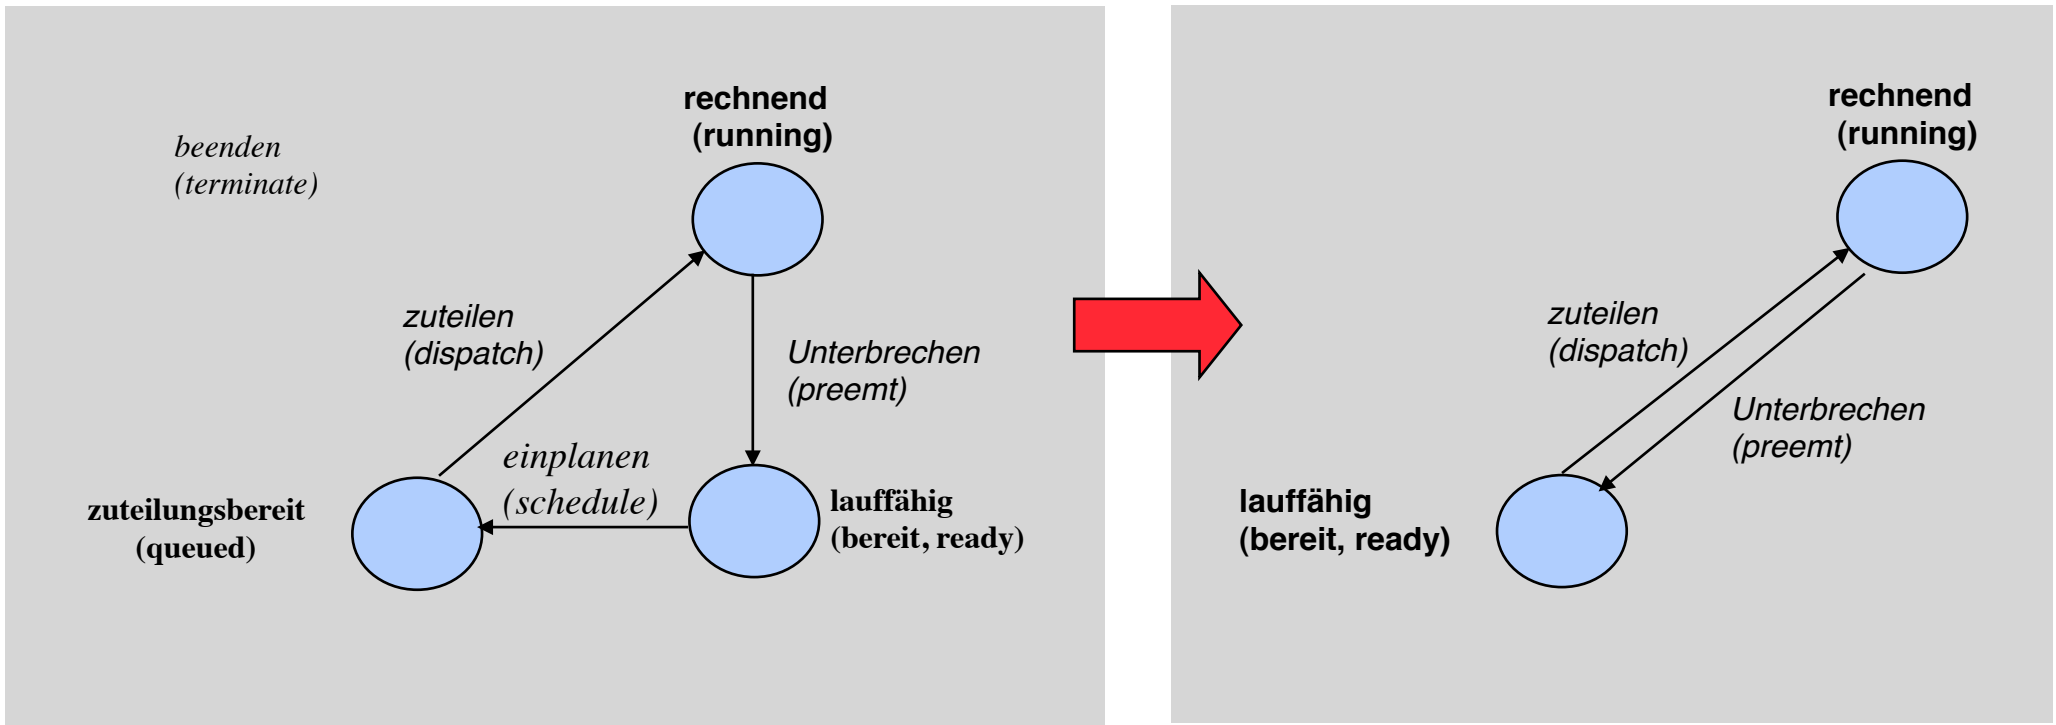 rechnend
(running)
beenden
(terminate)
zuteilen
(dispatch)
Unterbrechen
(preemt)
einplanen
(schedule)
zuteilungsbereit
(queued)
lauffähig
(bereit, ready)
rechnend
(running)
zuteilen
(dispatch)
Unterbrechen
(preemt)
lauffähig
(bereit, ready)